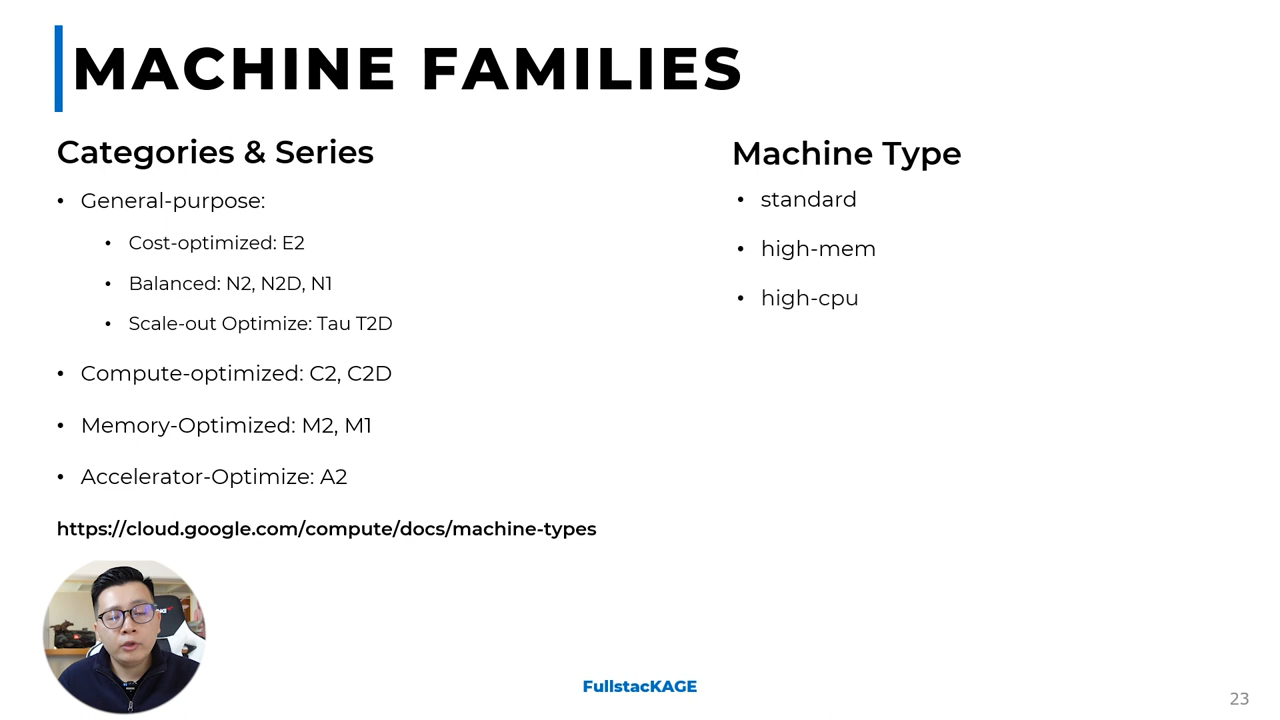 MACHINE FAMILIES
Categories & Series
• General-purpose:
• Cost-optimized: E2
• Balanced: N2, N2D, N1
• Scale-out Optimize: Tau T2D
• Compute-optimized: C2, C2D
• Memory-Optimized: M2, M1
• Accelerator-Optimize: A2
https://cloud.google.com/compute/docs/machine-types
Machine Type
• standard
• high-mem
• high-cpu
FullstacKAGE
23